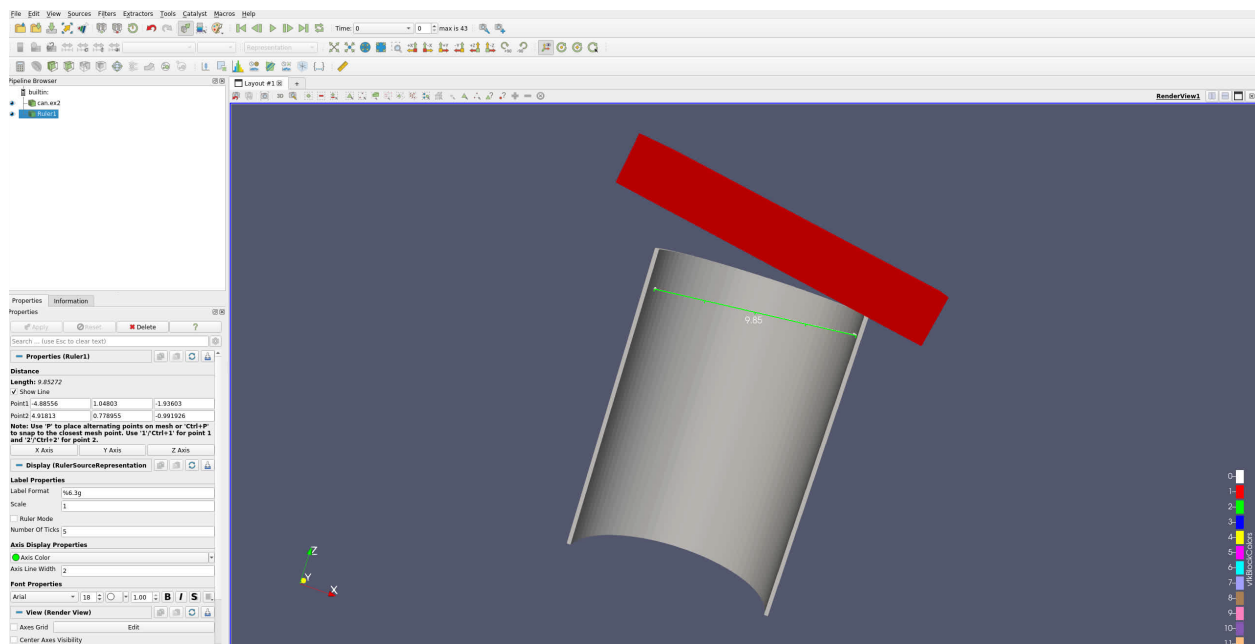 File Edit View Sources Filters Extractors Tools Catalyst Macros Help
Time: 0 0 max is 43
Representation
Pipeline Browser
Layout #1
builtin:
can.ex2
Ruler1
RenderView1
9.85
Properties Information
Properties
Apply Reset Delete ?
Search ... (use Esc to clear text)
Properties (Ruler1)
Distance
Length: 9.85272
Show Line
Point1 -4.88556 1.04803 -1.93603
Point2 4.91813 0.778955 -0.991926
Note: Use 'P' to place alternating points on mesh or 'Ctrl+P'
to snap to the closest mesh point. Use '1'/'Ctrl+1' for point 1
and '2'/'Ctrl+2' for point 2.
X Axis Y Axis Z Axis
Display (RulerSourceRepresentation
Label Properties
Label Format %6.3g
Scale 1
Ruler Mode
Number Of Ticks 5
Axis Display Properties
Axis Color
Axis Line Width 2
Font Properties
Arial 18 1.00 B I S
View (Render View)
Axes Grid Edit
Center Axes Visibility
Z
Y
X
0
1
2
3
4
5
6
7
8
9
10
11
vtkBlockColors